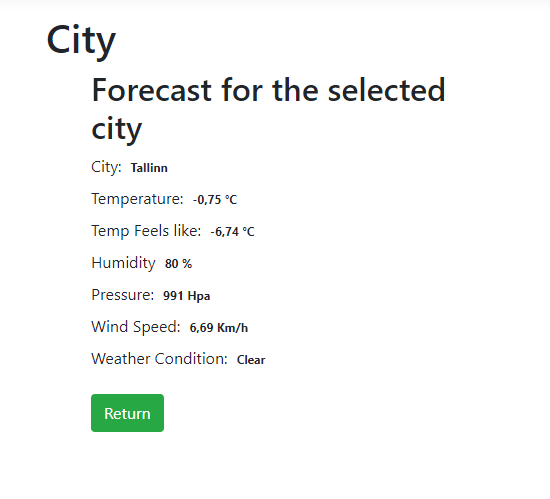 City
Forecast for the selected
city
City: Tallinn
Temperature: -0,75 °C
Temp Feels like: -6,74 °C
Humidity 80 %
Pressure: 991 Hpa
Wind Speed: 6,69 Km/h
Weather Condition: Clear
Return